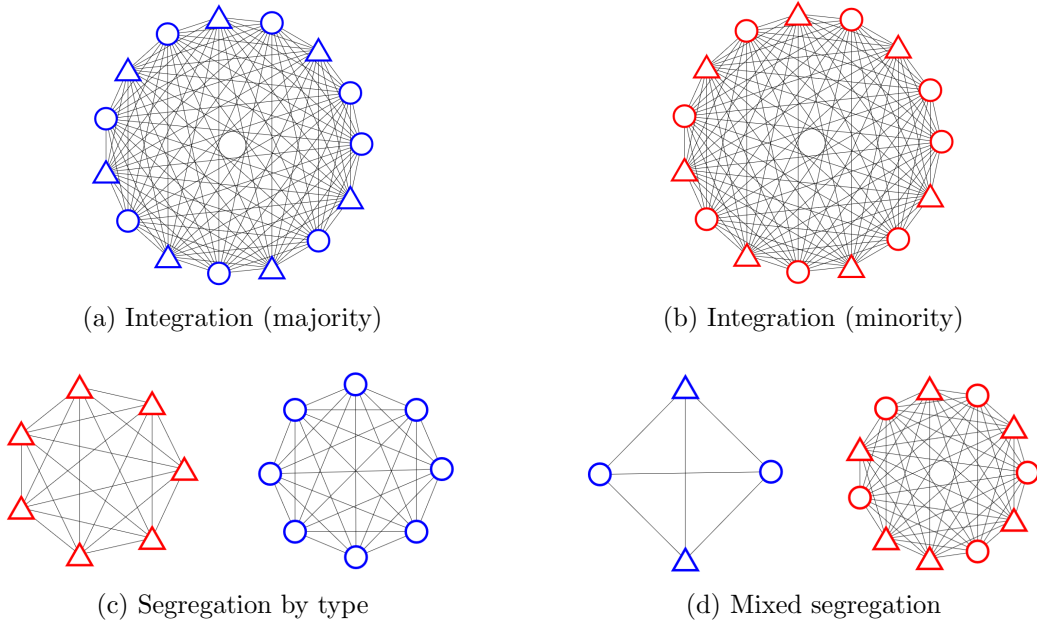 (a) Integration (majority)
(b) Integration (minority)
(c) Segregation by type
(d) Mixed segregation